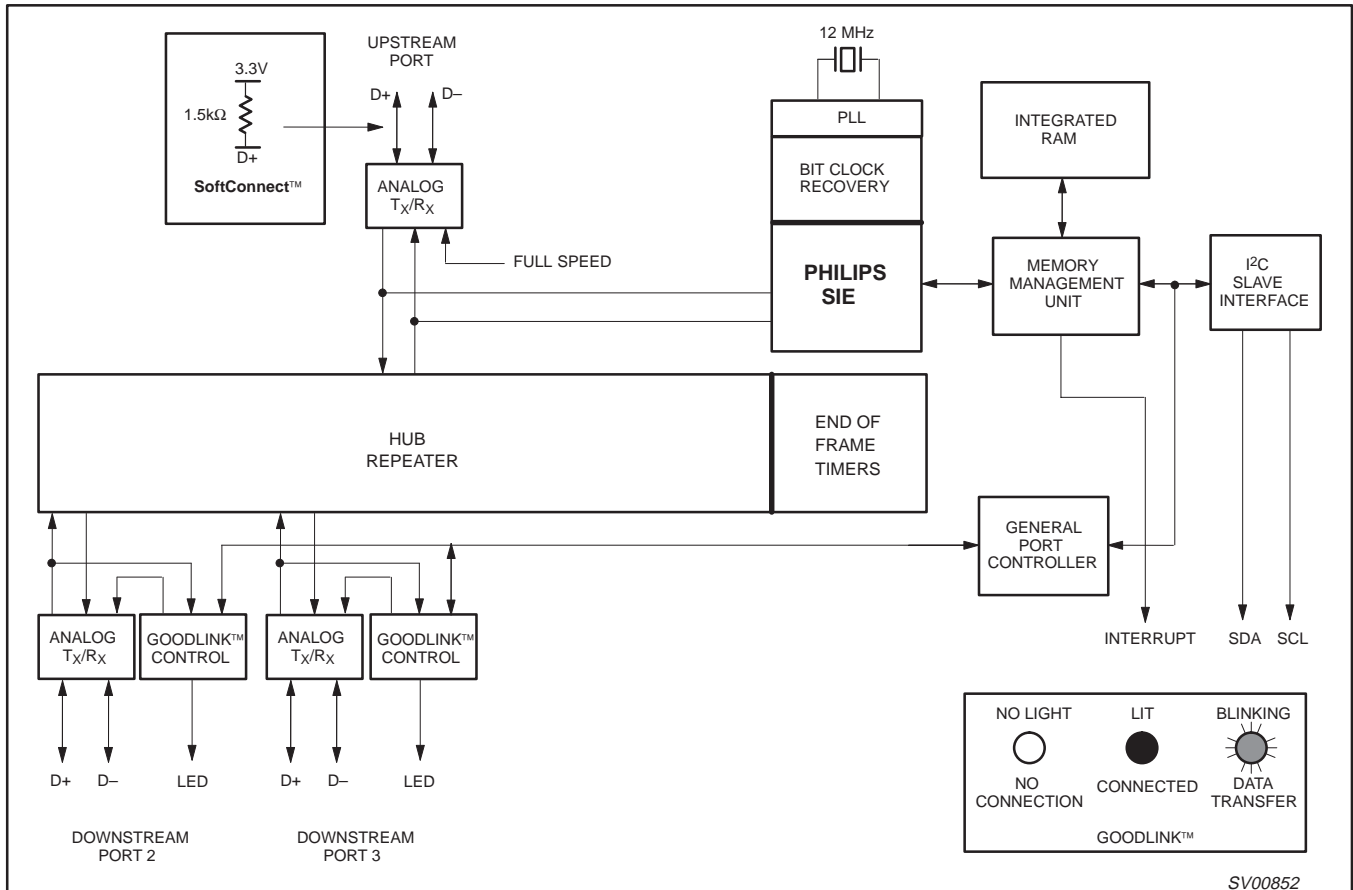 12 MHz
UPSTREAM
PORT
3.3V
1.5kΩ
D+
SoftConnect™
D+
D–
ANALOG
TX/RX
FULL SPEED
PLL
BIT CLOCK
RECOVERY
PHILIPS
SIE
INTEGRATED
RAM
MEMORY
MANAGEMENT
UNIT
I2C
SLAVE
INTERFACE
HUB
REPEATER
END OF
FRAME
TIMERS
GENERAL
PORT
CONTROLLER
ANALOG
TX/RX
GOODLINK™
CONTROL
ANALOG
TX/RX
GOODLINK™
CONTROL
INTERRUPT
SDA
SCL
D+
D–
LED
D+
D–
LED
DOWNSTREAM
PORT 2
DOWNSTREAM
PORT 3
NO LIGHT
LIT
BLINKING
NO
CONNECTION
CONNECTED
DATA
TRANSFER
GOODLINK™
SV00852